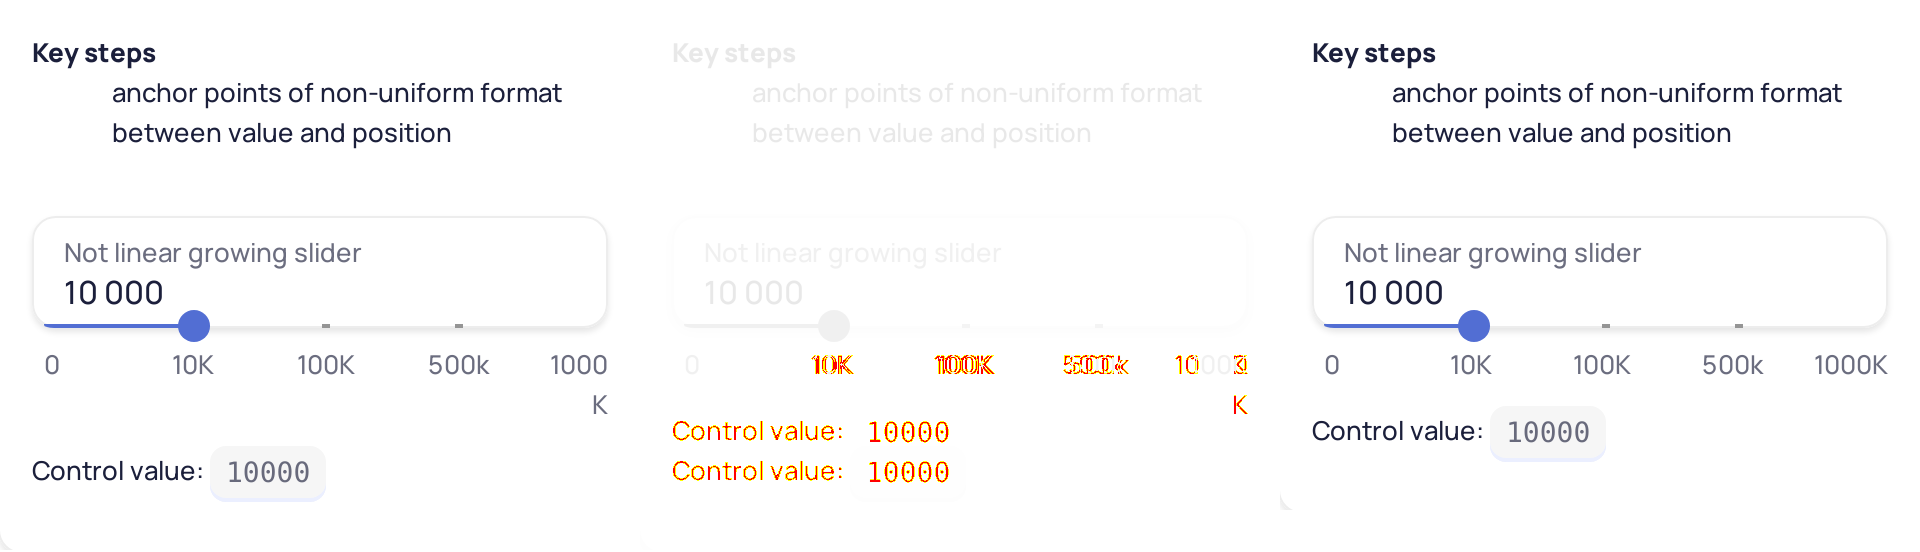 Key steps
anchor points of non-uniform format
between value and position
Not linear growing slider
10 000
0 10K 100K 500k 1000
K
Control value: 10000
Key steps
anchor points of non-uniform format
between value and position
Not linear growing slider
10 000
0 10K 100K
K
Control value: 10000
Control value: 10000
Key steps
anchor points of non-uniform format
between value and position
Not linear growing slider
10 000
0 10K 100K 500k 1000K
Control value: 10000